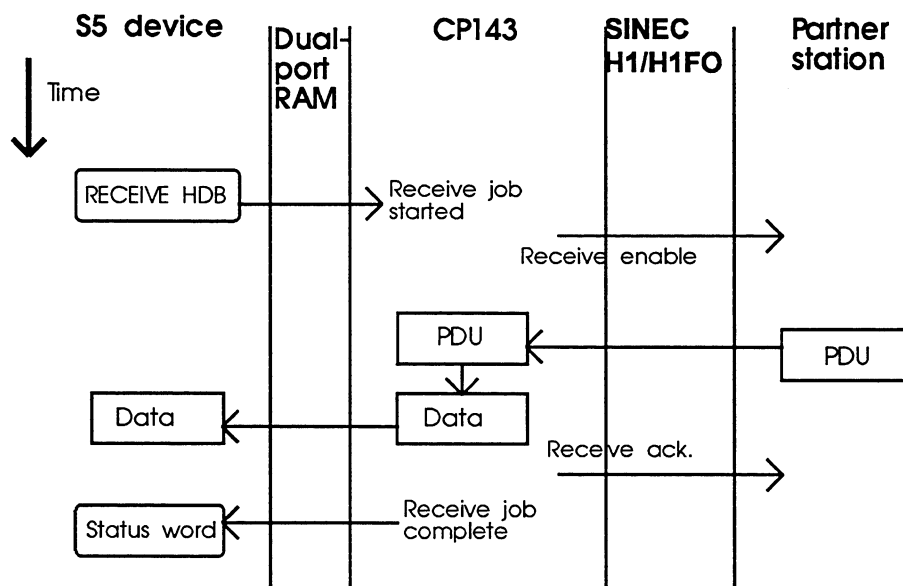 S5 device
Dual-
port
RAM
CP143
SINEC
H1/H1FO
Partner
station
Time
RECEIVE HDB
Receive job
started
Receive enable
PDU
PDU
Data
Data
Receive ack.
Status word
Receive job
complete